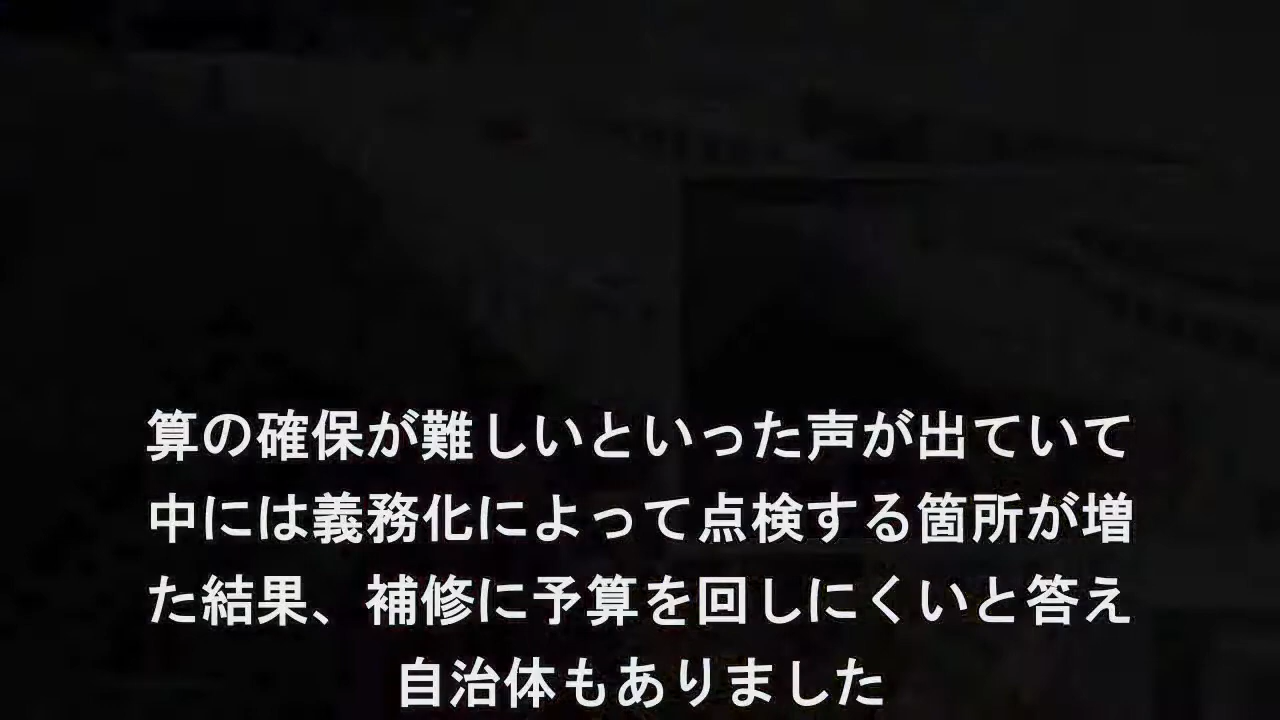 算の確保が難しいといった声が出ていて
中には義務化によって点検する箇所が増
た結果、補修に予算を回しにくいと答え
自治体もありました